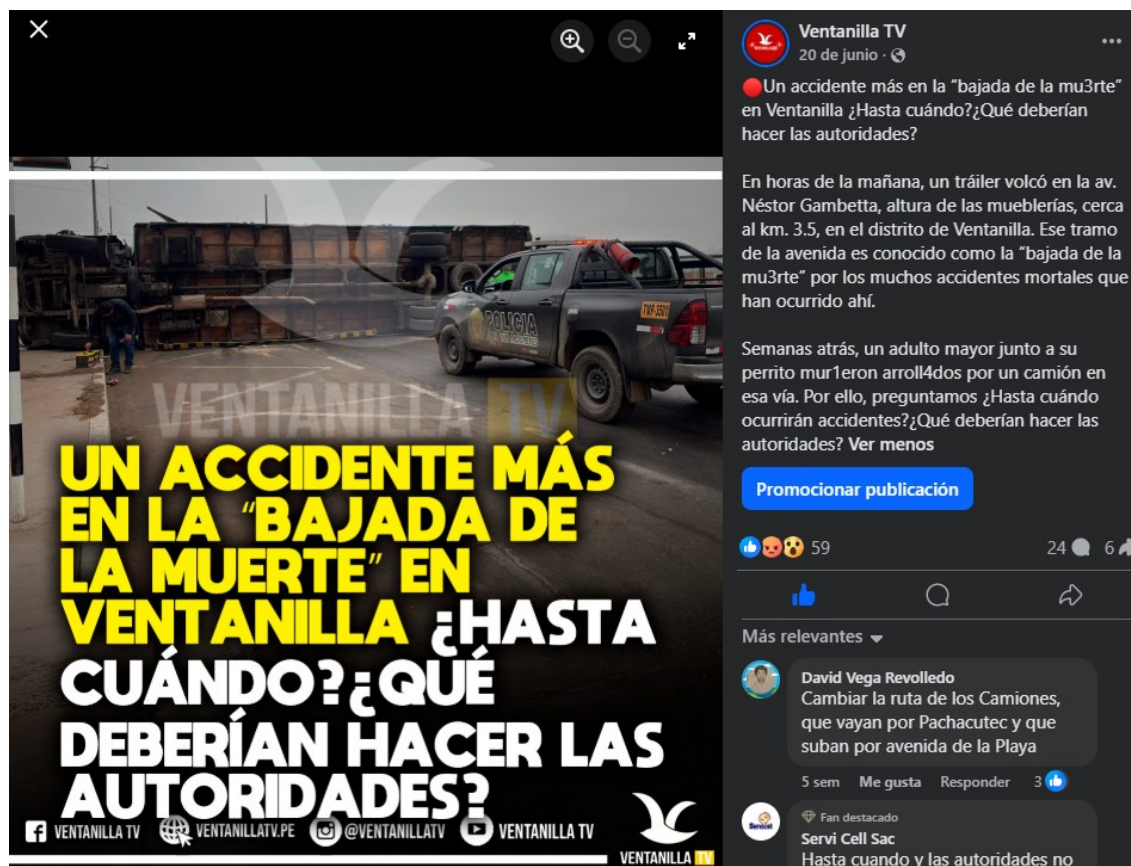 POLICIA
VENTANILLA TV
UN ACCIDENTE MÁS
EN LA “BAJADA DE
LA MUERTE” EN
VENTANILLA ¿HASTA
CUÁNDO?¿QUÉ
DEBERÍAN HACER LAS
AUTORIDADES?
VENTANILLA TV
VENTANILLATV.PE
@VENTANILLATV
VENTANILLA TV
VENTANILLA TV
Ventanilla TV
20 de junio ·
🔴Un accidente más en la “bajada de la mu3rte”
en Ventanilla ¿Hasta cuándo?¿Qué deberían
hacer las autoridades?
En horas de la mañana, un tráiler volcó en la av.
Néstor Gambetta, altura de las mueblerías, cerca
al km. 3.5, en el distrito de Ventanilla. Ese tramo
de la avenida es conocido como la “bajada de la
mu3rte” por los muchos accidentes mortales que
han ocurrido ahí.
Semanas atrás, un adulto mayor junto a su
perrito mur1eron arroll4dos por un camión en
esa vía. Por ello, preguntamos ¿Hasta cuándo
ocurrirán accidentes?¿Qué deberían hacer las
autoridades? Ver menos
Promocionar publicación
59
24
6
Más relevantes
David Vega Revolledo
Cambiar la ruta de los Camiones,
que vayan por Pachacutec y que
suban por avenida de la Playa
5 sem Me gusta Responder 3
Fan destacado
Servi Cell Sac
Hasta cuando y las autoridades no